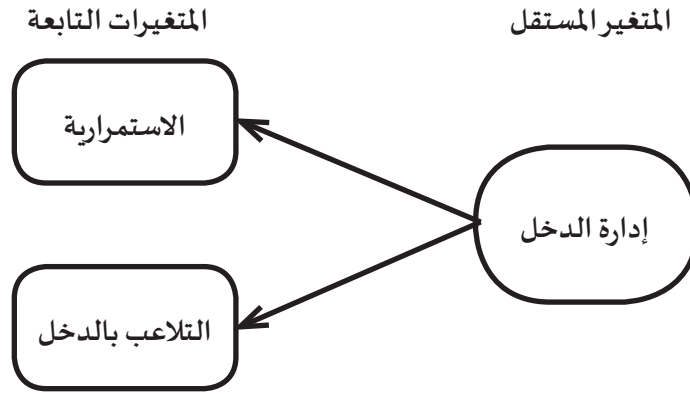 المتغير المستقل
المتغيرات التابعة
الاستمرارية
إدارة الدخل
التلاعب بالدخل